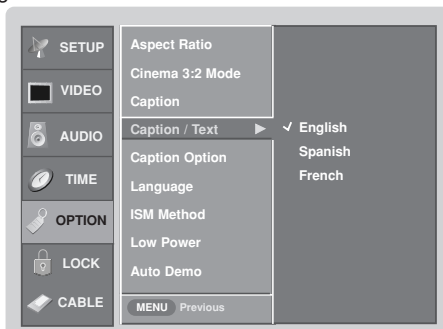 SETUP
VIDEO
AUDIO
TIME
OPTION
LOCK
CABLE
Aspect Ratio
Cinema 3:2 Mode
Caption
Caption / Text
Caption Option
Language
ISM Method
Low Power
Auto Demo
MENU Previous
English
Spanish
French